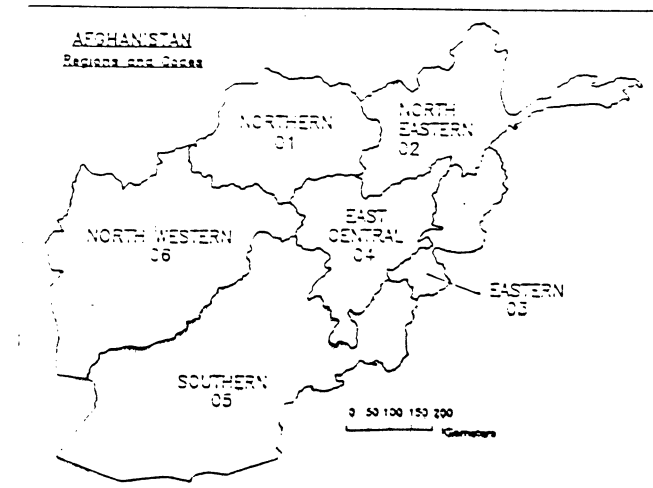 AFGHANISTAN
Regions and Codes
NORTHERN
01
NORTH
EASTERN
02
NORTH WESTERN
06
EAST
CENTRAL
04
EASTERN
03
SOUTHERN
05
0 50 100 150 200
Kilometers